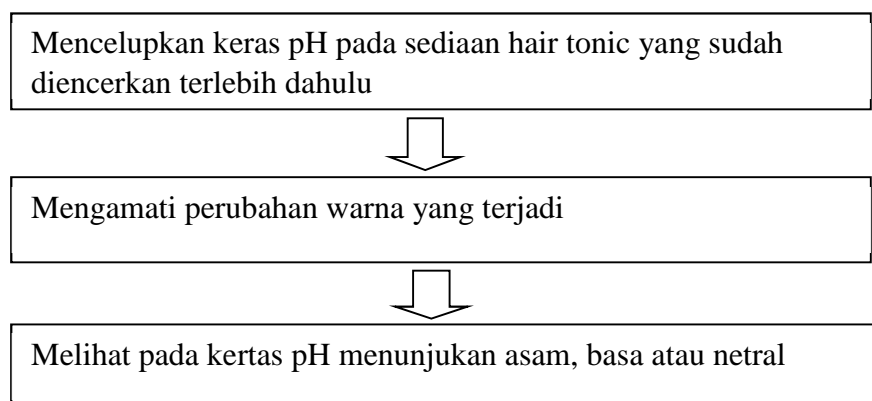 Mencelupkan keras pH pada sediaan hair tonic yang sudah
diencerkan terlebih dahulu
Mengamati perubahan warna yang terjadi
Melihat pada kertas pH menunjukan asam, basa atau netral